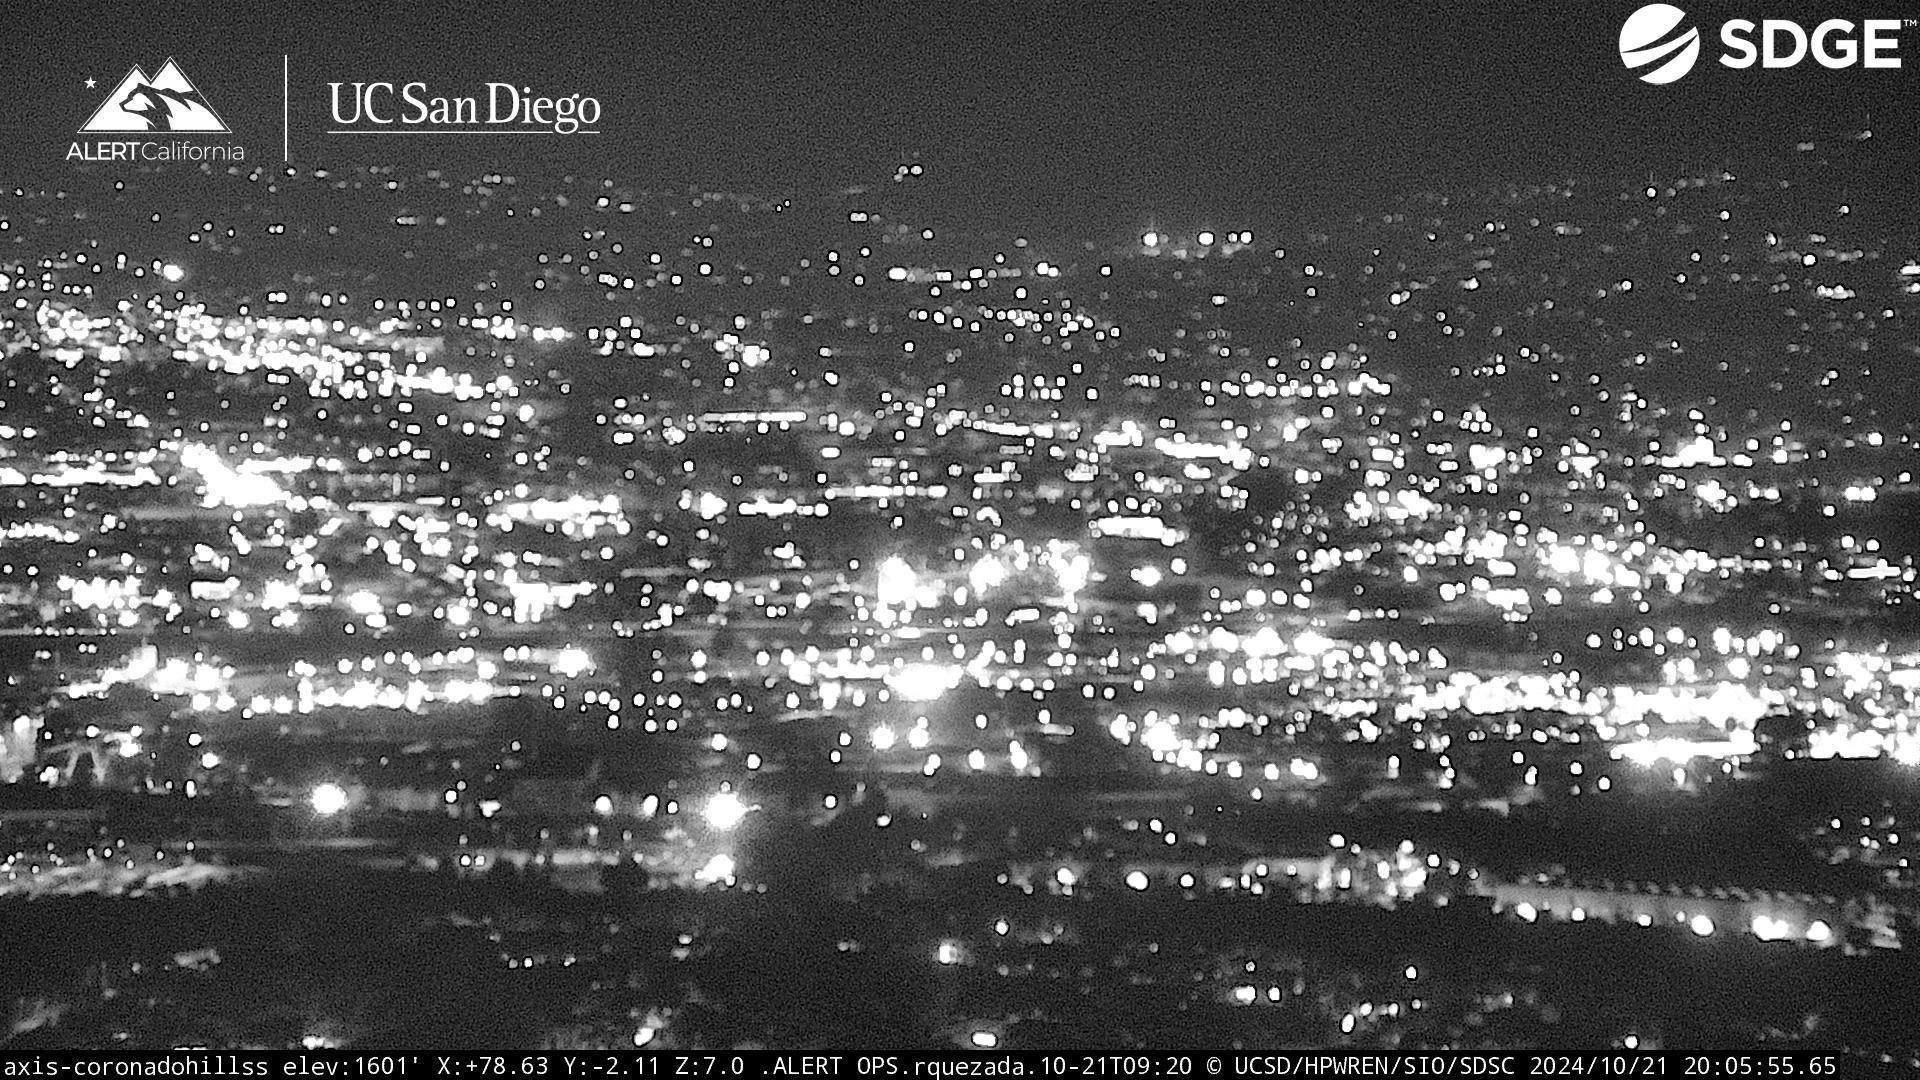 SDGE™
UC San Diego
ALERTCalifornia
axis-coronadohillss elev:1601' X:+78.63 Y:-2.11 Z:7.0 .ALERT OPS.rquezada.10-21T09:20 © UCSD/HPWREN/SIO/SDSC 2024/10/21 20:05:55.65